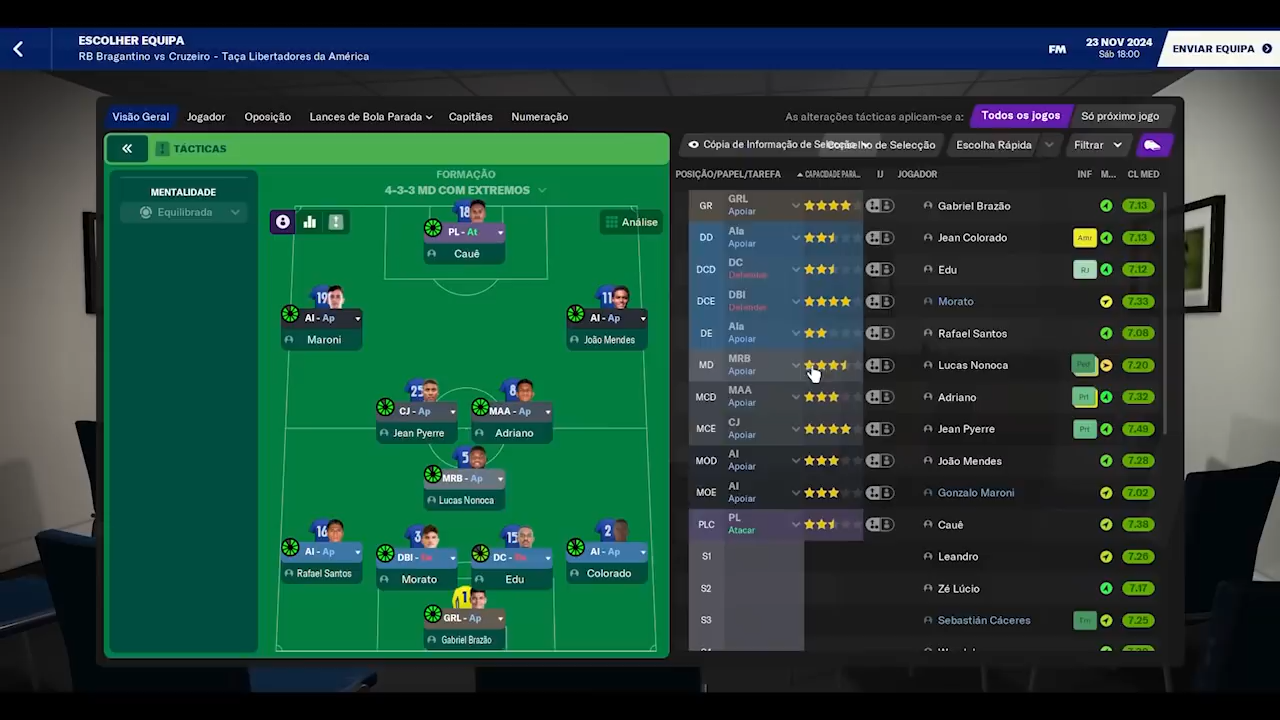 ESCOLHER EQUIPA
RB Bragantino vs Cruzeiro - Taça Libertadores da América
FM
23 NOV 2024
Sáb 18:00
ENVIAR EQUIPA
Visão Geral Jogador Oposição Lances de Bola Parada Capitães Numeração
As alterações tácticas aplicam-se a: Todos os jogos Só próximo jogo
TÁCTICAS
MENTALIDADE
Equilibrada
FORMAÇÃO
4-3-3 MD COM EXTREMOS
Análise
18
PL - At
Cauê
19 11
AI - Ap AI - Ap
Maroni João Mendes
25 8
CJ - Ap MAA - Ap
Jean Pyerre Adriano
5
MRB - Ap
Lucas Nonoca
16 3 15 2
AI - Ap DBI - DC - AI - Ap
Rafael Santos Morato Edu Colorado
1
GRL - Ap
Gabriel Brazão
Cópia de Informação de de Selecção Escolha Rápida Filtrar
POSIÇÃO/PAPEL/TAREFA CAPACIDADE PARA... IJ JOGADOR INF M... CL MED
GR GRL Apoiar Gabriel Brazão 7.13
DD Ala Apoiar Jean Colorado Amr 7.13
DCD DC Defender Edu RJ 7.12
DCE DBI Defender Morato 7.33
DE Ala Apoiar Rafael Santos 7.08
MD MRB Apoiar Lucas Nonoca 7.20
MCD MAA Apoiar Adriano Prt 7.32
MCE CJ Apoiar Jean Pyerre Prt 7.49
MOD AI Apoiar João Mendes 7.28
MOE AI Apoiar Gonzalo Maroni 7.02
PLC PL Atacar Cauê 7.38
S1 Leandro 7.26
S2 Zé Lúcio 7.17
S3 Sebastián Cáceres Tm 7.25